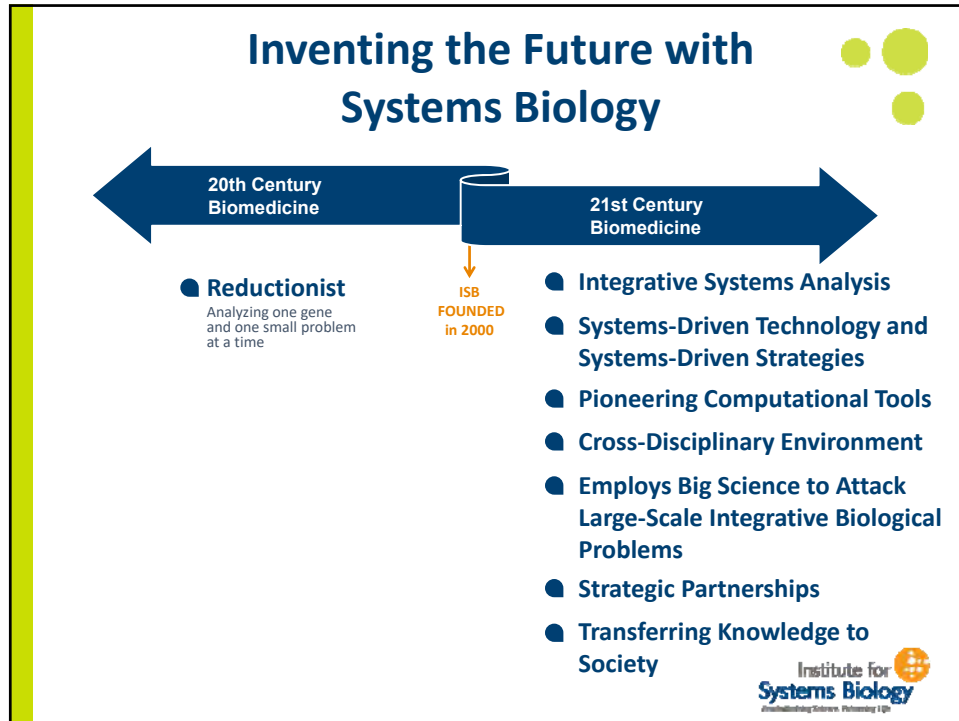 Inventing the Future with
Systems Biology
20th Century
Biomedicine
21st Century
Biomedicine
Reductionist
Analyzing one gene
and one small problem
at a time
ISB
FOUNDED
in 2000
Integrative Systems Analysis
Systems-Driven Technology and
Systems-Driven Strategies
Pioneering Computational Tools
Cross-Disciplinary Environment
Employs Big Science to Attack
Large-Scale Integrative Biological
Problems
Strategic Partnerships
Transferring Knowledge to
Society
Institute for
Systems Biology